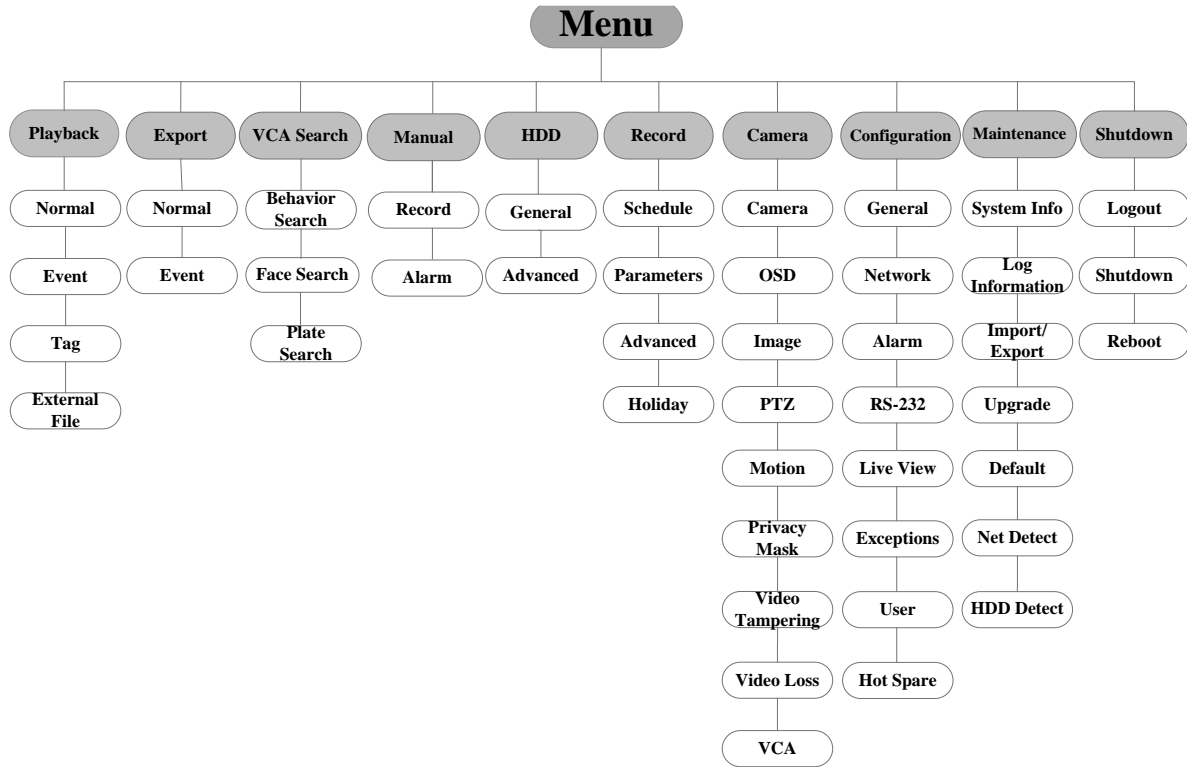 Menu
Playback
Export
VCA Search
Manual
HDD
Record
Camera
Configuration
Maintenance
Shutdown
Normal
Event
Tag
External
File
Normal
Event
Behavior
Search
Face Search
Plate
Search
Record
Alarm
General
Advanced
Schedule
Parameters
Advanced
Holiday
Camera
OSD
Image
PTZ
Motion
Privacy
Mask
Video
Tampering
Video Loss
VCA
General
Network
Alarm
RS-232
Live View
Exceptions
User
Hot Spare
System Info
Log
Information
Import/
Export
Upgrade
Default
Net Detect
HDD Detect
Logout
Shutdown
Reboot